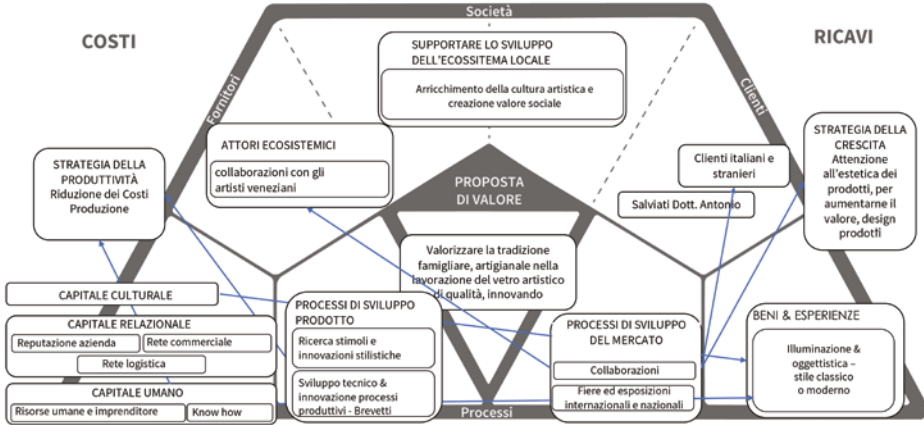 Società
COSTI
RICAVI
SUPPORTARE LO SVILUPPO
DELL'ECOSSITEMA LOCALE
Arricchimento della cultura artistica e
creazione valore sociale
Fornitori
Clienti
ATTORI ECOSISTEMICI
collaborazioni con gli
artisti veneziani
STRATEGIA DELLA
PRODUTTIVITÀ
Riduzione dei Costi
Produzione
PROPOSTA
DI VALORE
Clienti italiani e
stranieri
Salviati Dott. Antonio
STRATEGIA DELLA
CRESCITA
Attenzione
all'estetica dei
prodotti, per
aumentarne il
valore, design
prodotti
Valorizzare la tradizione
famigliare, artigianale nella
lavorazione del vetro artistico
di qualità, innovando
CAPITALE CULTURALE
CAPITALE RELAZIONALE
Reputazione azienda
Rete commerciale
Rete logistica
CAPITALE UMANO
Risorse umane e imprenditore
Know how
PROCESSI DI SVILUPPO
PRODOTTO
Ricerca stimoli e
innovazioni stilistiche
Sviluppo tecnico &
innovazione processi
produttivi - Brevetti
PROCESSI DI SVILUPPO
DEL MERCATO
Collaborazioni
Fiere ed esposizioni
internazionali e nazionali
BENI & ESPERIENZE
Illuminazione &
oggettistica –
stile classico
o moderno
Processi